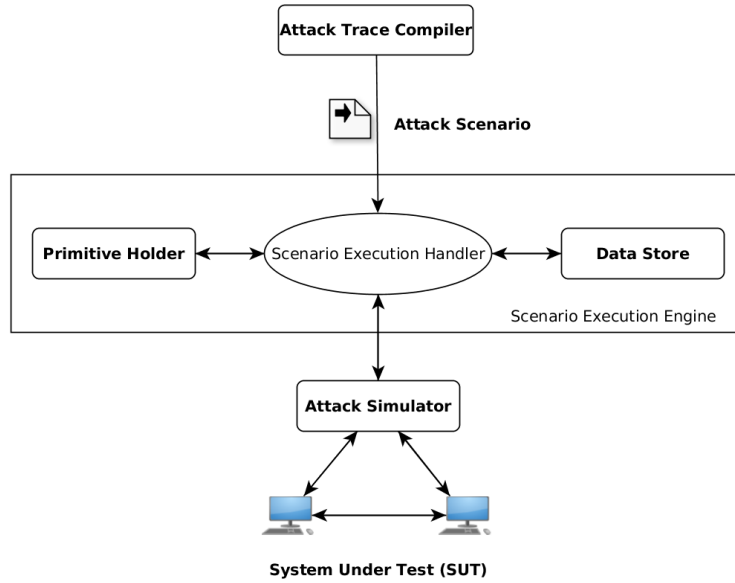 Attack Trace Compiler
Attack Scenario
Primitive Holder
Scenario Execution Handler
Data Store
Scenario Execution Engine
Attack Simulator
System Under Test (SUT)